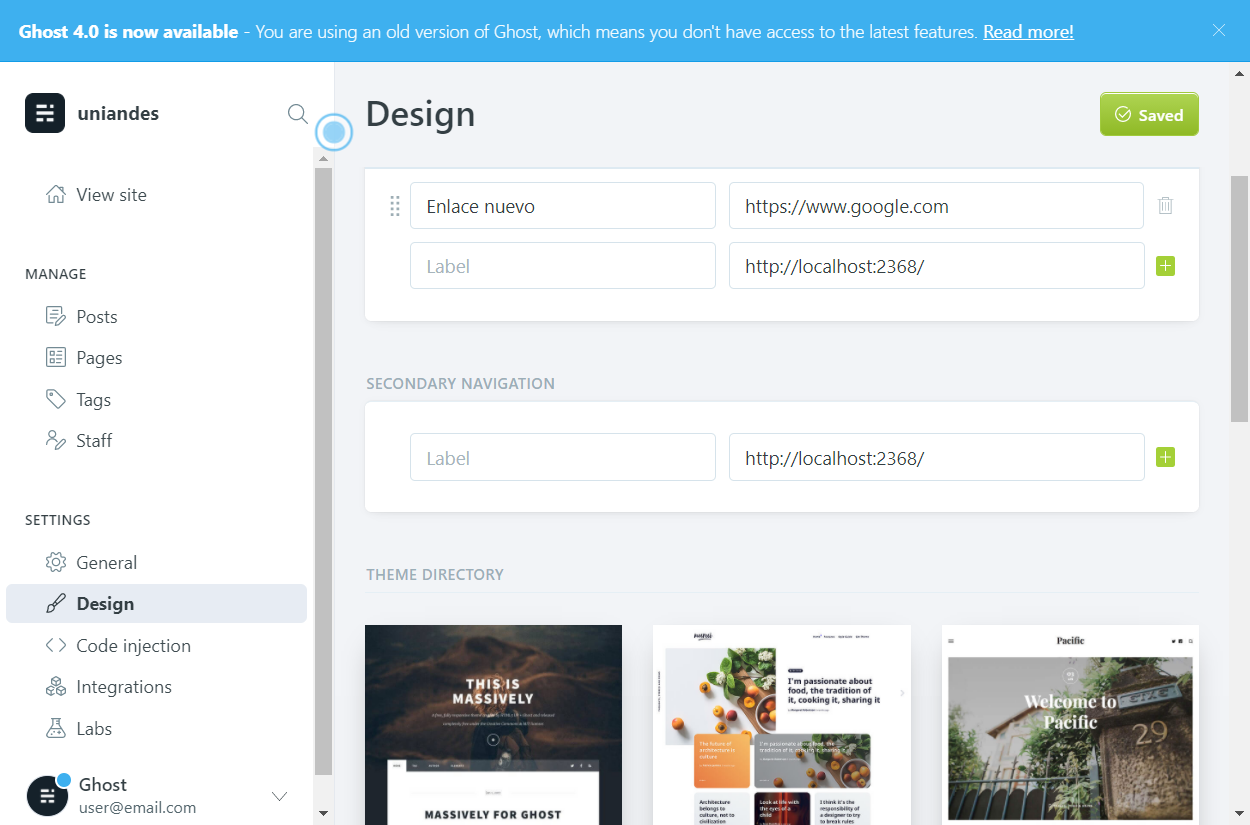 Ghost 4.0 is now available - You are using an old version of Ghost, which means you don't have access to the latest features. Read more!
uniandes
View site
MANAGE
Posts
Pages
Tags
Staff
SETTINGS
General
Design
Code injection
Integrations
Labs
Ghost
user@email.com
Design
Saved
Enlace nuevo
https://www.google.com
Label
http://localhost:2368/
SECONDARY NAVIGATION
Label
http://localhost:2368/
THEME DIRECTORY
THIS IS
MASSIVELY
MASSIVELY FOR GHOST
I'm passionate about
food, the tradition of
it, cooking it, sharing it
The future of
architecture is
culture
I'm passionate about food, the
tradition of it, cooking it, sharing it
Architecture
belongs to
culture, not to
civilization
Look at life with
the eyes of a
child
I think it's the
responsibility of
a designer to try
to break rules
Pacific
Welcome to
Pacific
29